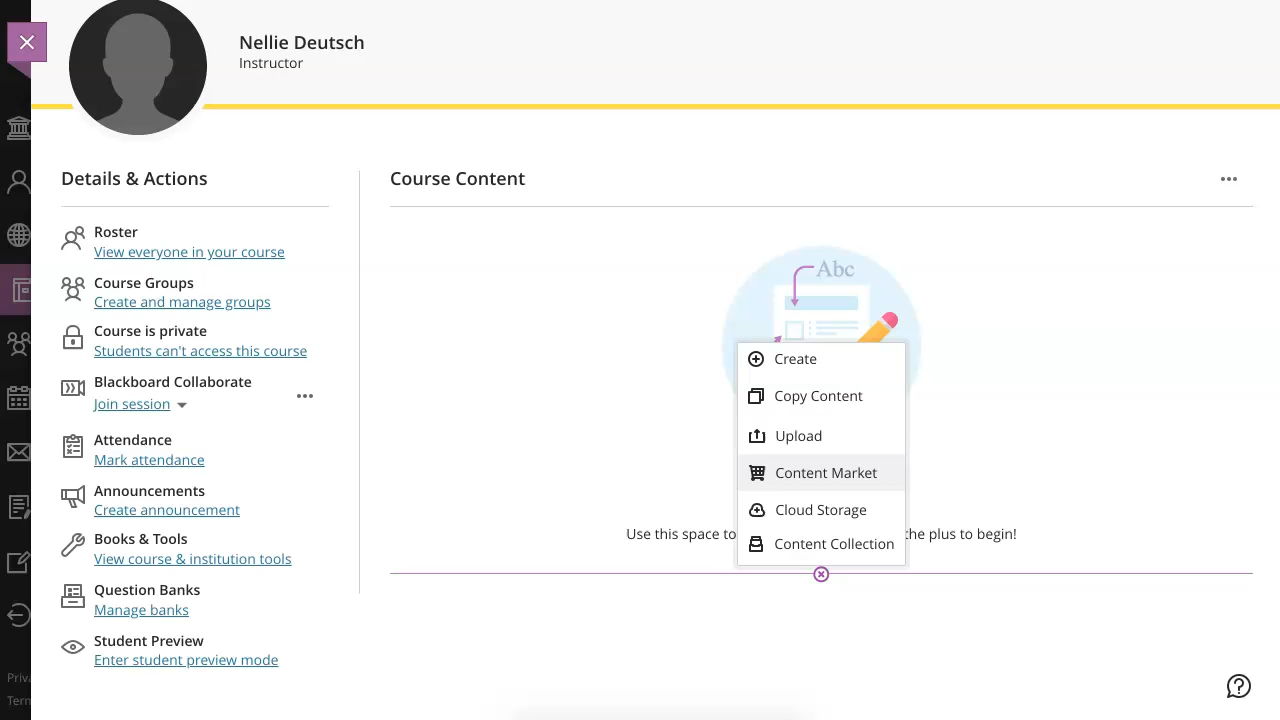 Nellie Deutsch
Instructor
Details & Actions
Roster
View everyone in your course
Course Groups
Create and manage groups
Course is private
Students can't access this course
Blackboard Collaborate
Join session
Attendance
Mark attendance
Announcements
Create announcement
Books & Tools
View course & institution tools
Question Banks
Manage banks
Student Preview
Enter student preview mode
Course Content
Abc
Create
Copy Content
Upload
Content Market
Cloud Storage
Use this space to the plus to begin!
Content Collection